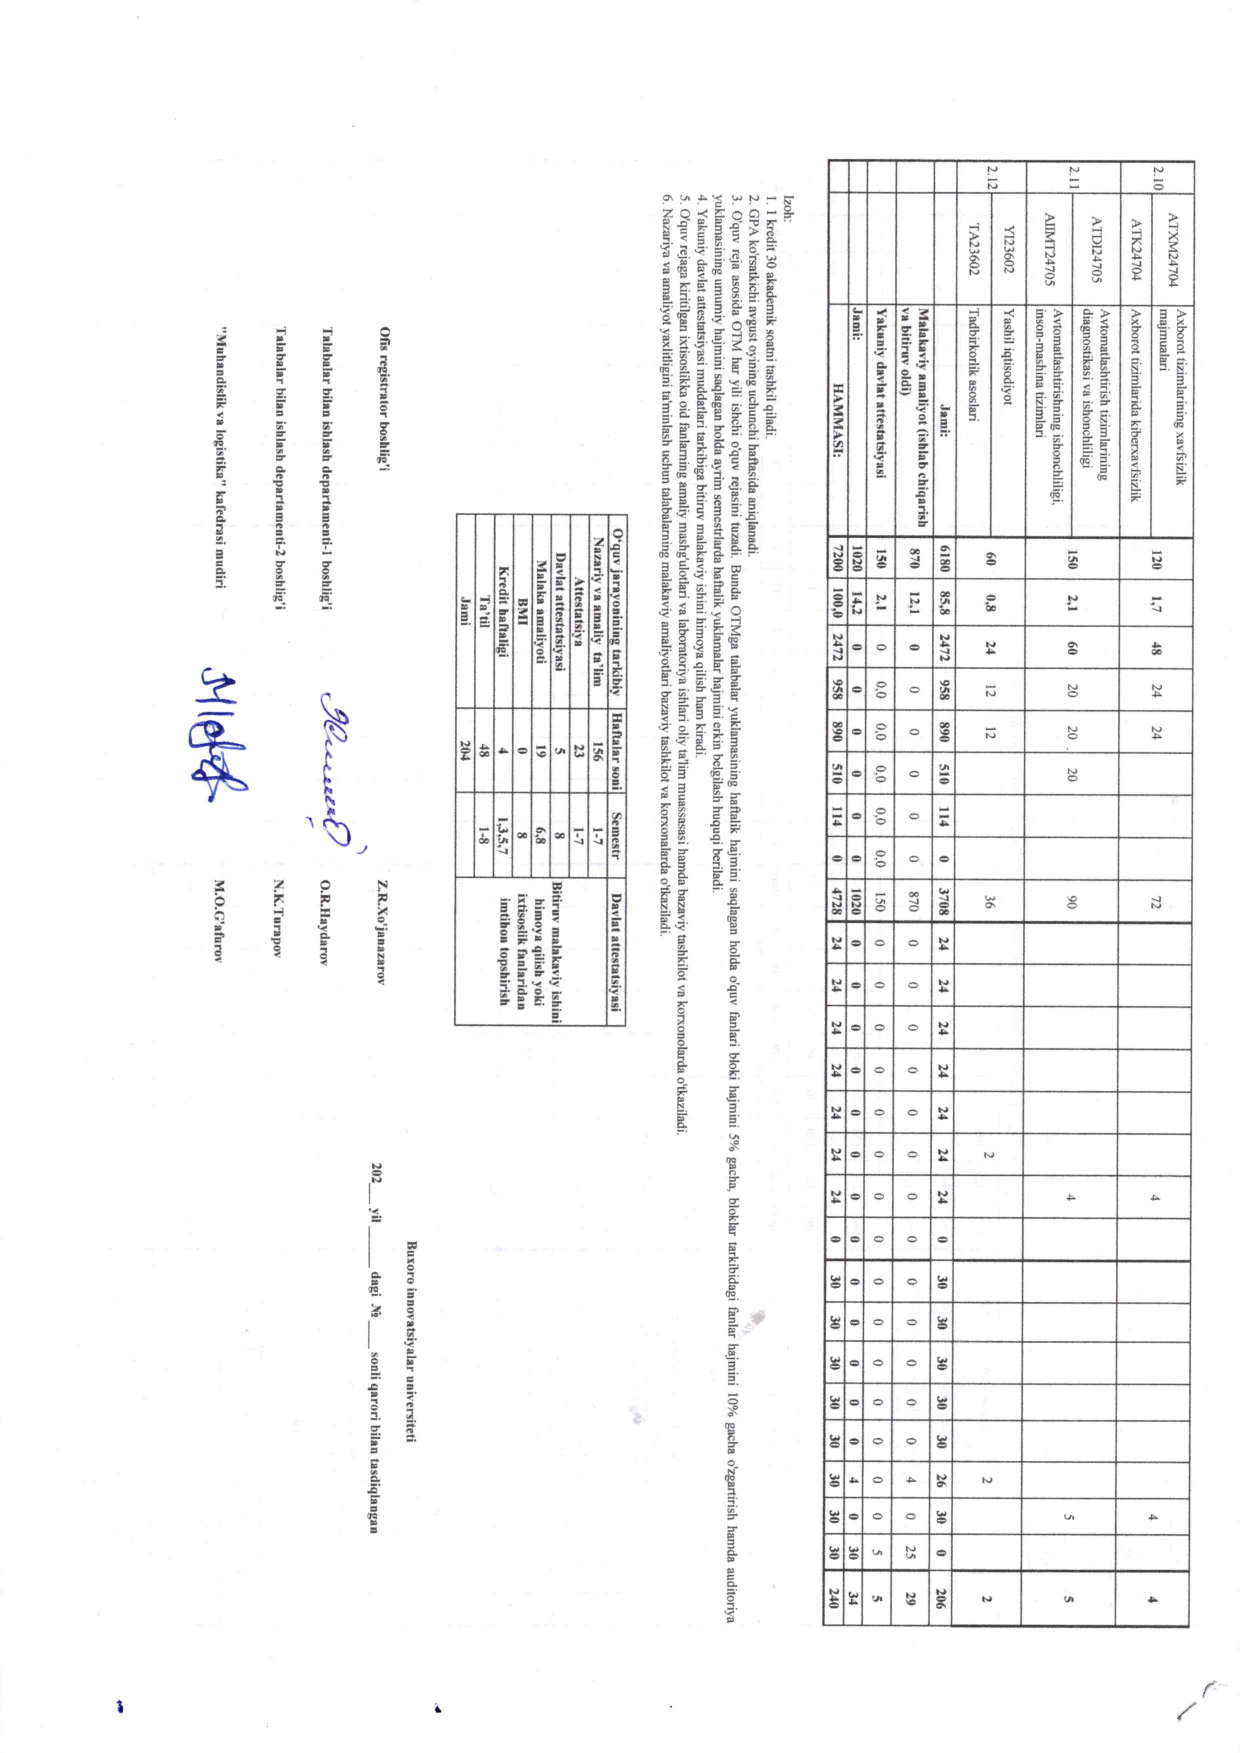 2.10 ATXM24704 Axborot tizimlarining xavfsizlik majmualari 120 1,7 48 24 24 72 4 4 4
ATK24704 Axborot tizimlarida kiberxavfsizlik
2.11 ATDI24705 Avtomatlashtirish tizimlarining diagnostikasi va ishonchliligi 150 2,1 60 20 20 20 90 4 5 5
AIIMT24705 Avtomatlashtirishning ishonchliligi, inson-mashina tizimlari
2.12 YI23602 Yashil iqtisodiyot 60 0,8 24 12 12 36 2 2 2
TA23602 Tadbirkorlik asoslari
Jami: 6180 85,8 2472 958 890 510 114 0 3708 24 24 24 24 24 24 24 0 30 30 30 30 30 26 30 0 206
Malakaviy amaliyot (ishlab chiqarish va bitiruv oldi) 870 12,1 0 0 0 0 0 0 870 0 0 0 0 0 0 0 0 0 0 0 0 0 4 0 25 29
Yakuniy davlat attestatsiyasi 150 2,1 0 0,0 0,0 0,0 0,0 0,0 150 0 0 0 0 0 0 0 0 0 0 0 0 0 0 0 5 5
Jami: 1020 14,2 0 0 0 0 0 0 1020 0 0 0 0 0 0 0 0 0 0 0 0 0 4 0 30 34
HAMMASI: 7200 100,0 2472 958 890 510 114 0 4728 24 24 24 24 24 24 24 0 30 30 30 30 30 30 30 30 240
Izoh:
1. 1 kredit 30 akademik soatni tashkil qiladi.
2. GPA ko'rsatkichi avgust oyining uchunchi haftasida aniqlanadi.
3. O'quv reja asosida OTM har yili ishchi o'quv rejasini tuzadi. Bunda OTMga talabalar yuklamasining haftalik hajmini saqlagan holda o'quv fanlari bloki hajmini 5% gacha, bloklar tarkibidagi fanlar hajmini 10% gacha o'zgartirish hamda auditoriya
yuklamasining umumiy hajmini saqlagan holda ayrim semestrlarda haftalik yuklamalar hajmini erkin belgilash huquqi beriladi.
4. Yakuniy davlat attestatsiyasi muddatlari tarkibiga bitiruv malakaviy ishini himoya qilish ham kiradi.
5. O'quv rejaga kiritilgan ixtisoslikka oid fanlarning amaliy mashg'ulotlari va laboratoriya ishlari oliy ta'lim muassasasi hamda bazaviy tashkilot va korxonolarda o'tkaziladi.
6. Nazariya va amaliyot yaxlitligini ta'minlash uchun talabalarning malakaviy amaliyotlari bazaviy tashkilot va korxonalarda o'tkaziladi.
O‘quv jarayonining tarkibiy Haftalar soni Semestr Davlat attestatsiyasi
Nazariy va amaliy ta’lim 156 1-7
Attestatsiya 23 1-7
Davlat attestatsiyasi 5 8 Bitiruv malakaviy ishini
Malaka amaliyoti 19 6,8 himoya qilish yoki
BMI 0 8 ixtisoslik fanlaridan
Kredit haftaligi 4 1,3,5,7 imtihon topshirish
Ta’til 48 1-8
Jami 204
Buxoro innovatsiyalar universiteti
202___ yil ______ dagi № ____ sonli qarori bilan tasdiqlangan
Ofis registrator boshlig'i Z.R.Xo'janazarov
Talabalar bilan ishlash departamenti-1 boshlig'i O.R.Haydarov
Talabalar bilan ishlash departamenti-2 boshlig'i N.K.Turapov
"Muhandislik va logistika" kafedrasi mudiri M.O.G'afurov